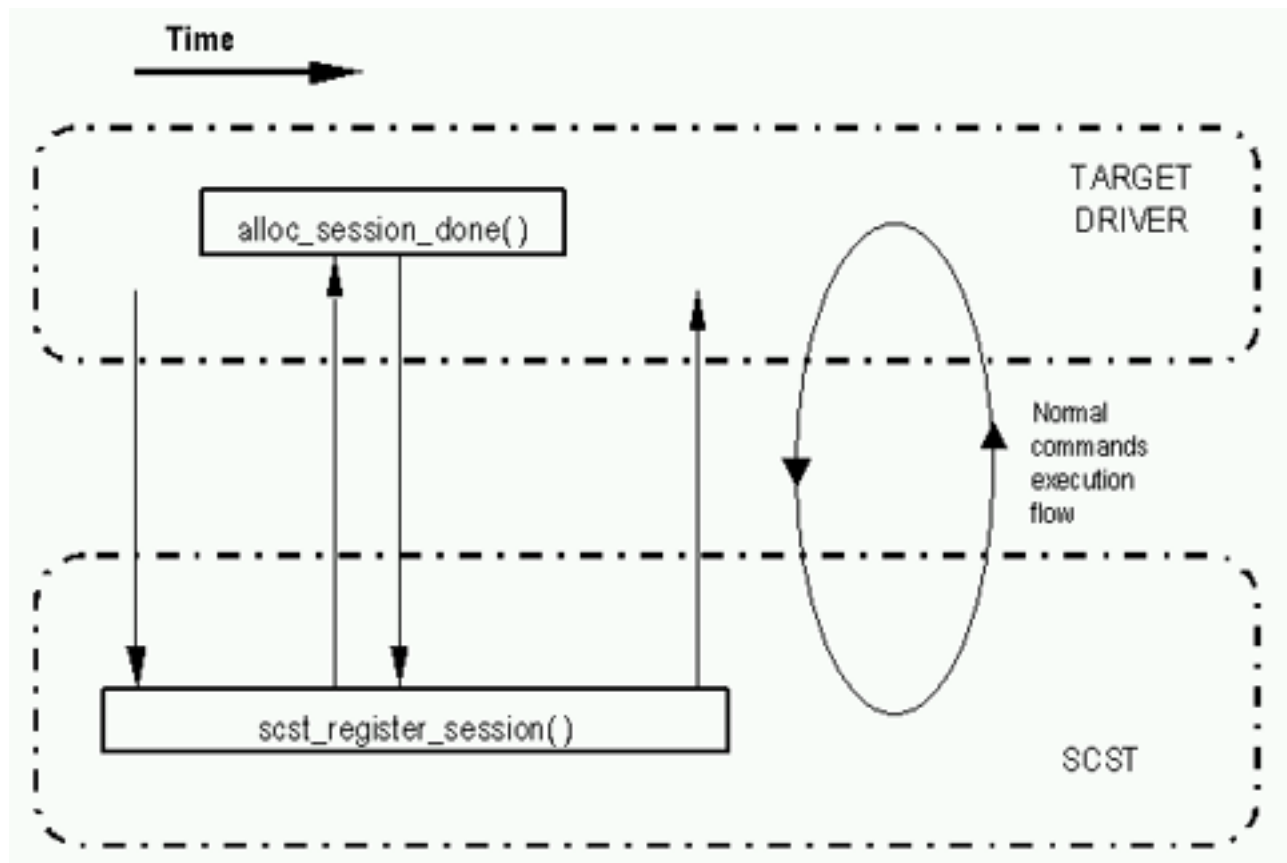 Time
TARGET
DRIVER
alloc_session_done()
Normal
commands
execution
flow
scst_register_session()
SCST